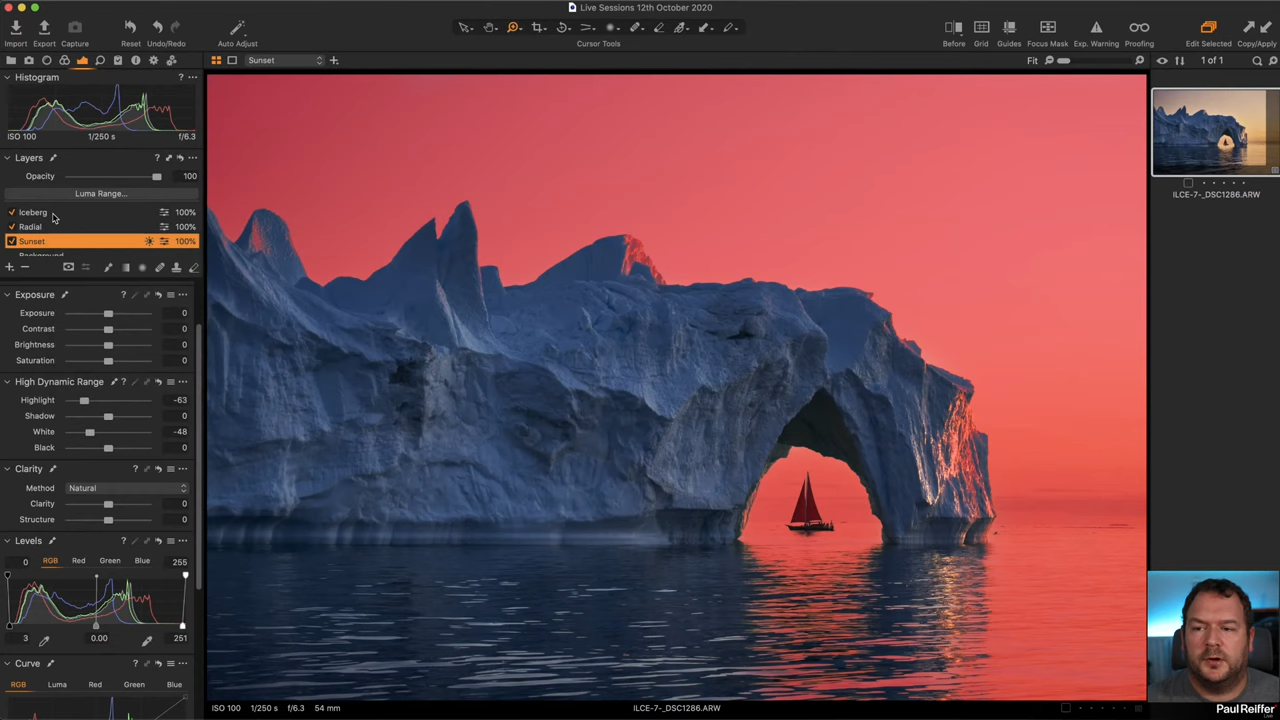 Live Sessions 12th October 2020
Import Export Capture Reset Undo/Redo Auto Adjust Cursor Tools Before Grid Guides Focus Mask Exp. Warning Proofing Edit Selected Copy/Apply
Sunset Fit 1 of 1
Histogram ? •••
ISO 100 1/250 s f/6.3
Layers ? •••
Opacity 100
Luma Range...
Iceberg 100%
Radial 100%
Sunset 100%
Background
Exposure ? •••
Exposure 0
Contrast 0
Brightness 0
Saturation 0
High Dynamic Range ? •••
Highlight -63
Shadow 0
White -48
Black 0
Clarity ? •••
Method Natural
Clarity 0
Structure 0
Levels ? •••
0 RGB Red Green Blue 255
3 0.00 251
Curve ? •••
RGB Luma Red Green Blue
ISO 100 1/250 s f/6.3 54 mm ILCE-7-_DSC1286.ARW
ILCE-7-_DSC1286.ARW
Paul Reiffer Live